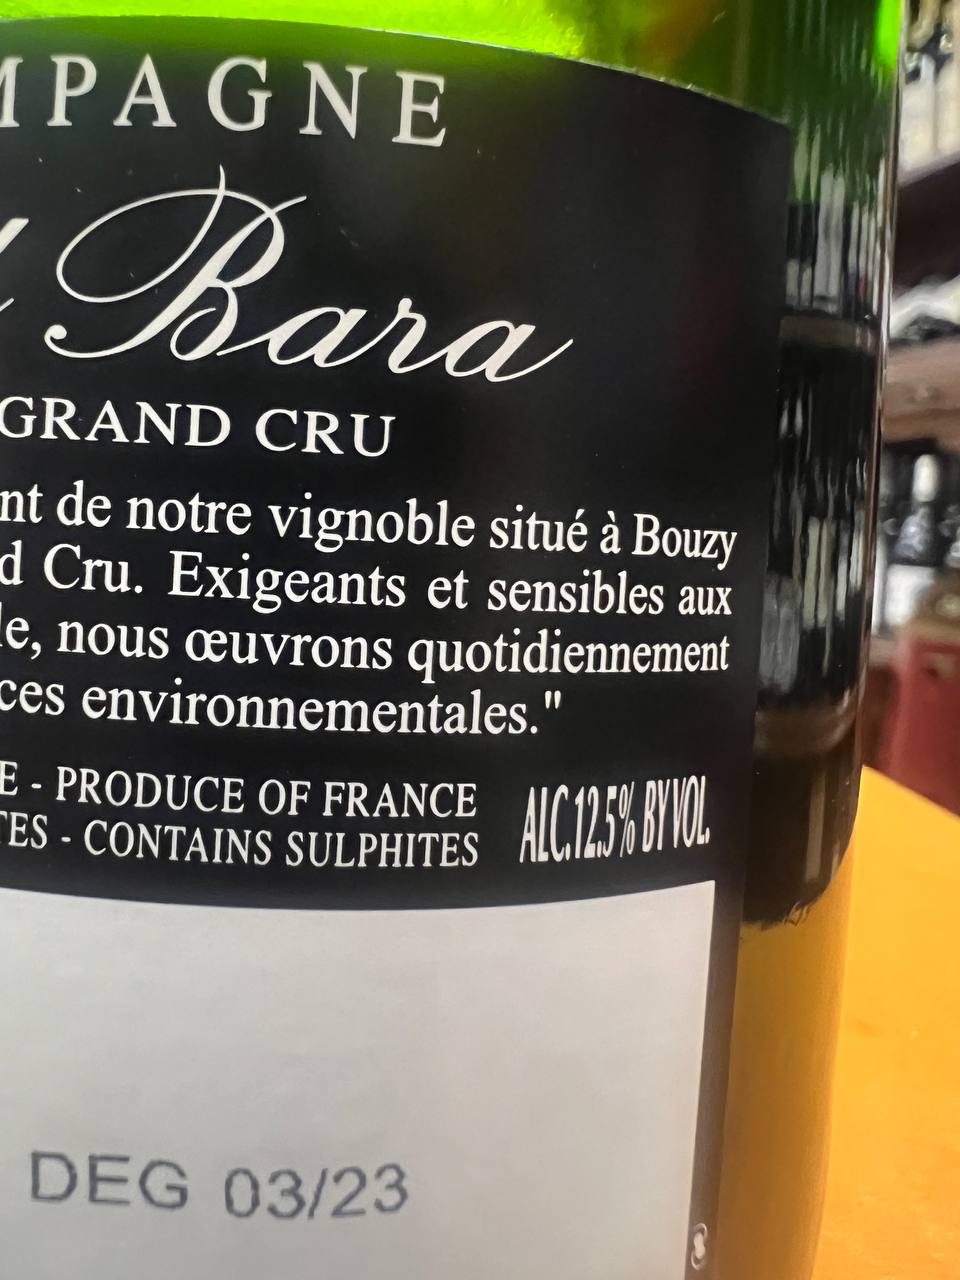 MPAGNE
Bara
GRAND CRU
nt de notre vignoble situé à Bouzy
d Cru. Exigeants et sensibles aux
le, nous œuvrons quotidiennement
ces environnementales."
E - PRODUCE OF FRANCE
TES - CONTAINS SULPHITES
ALC.12.5% BY VOL.
DEG 03/23